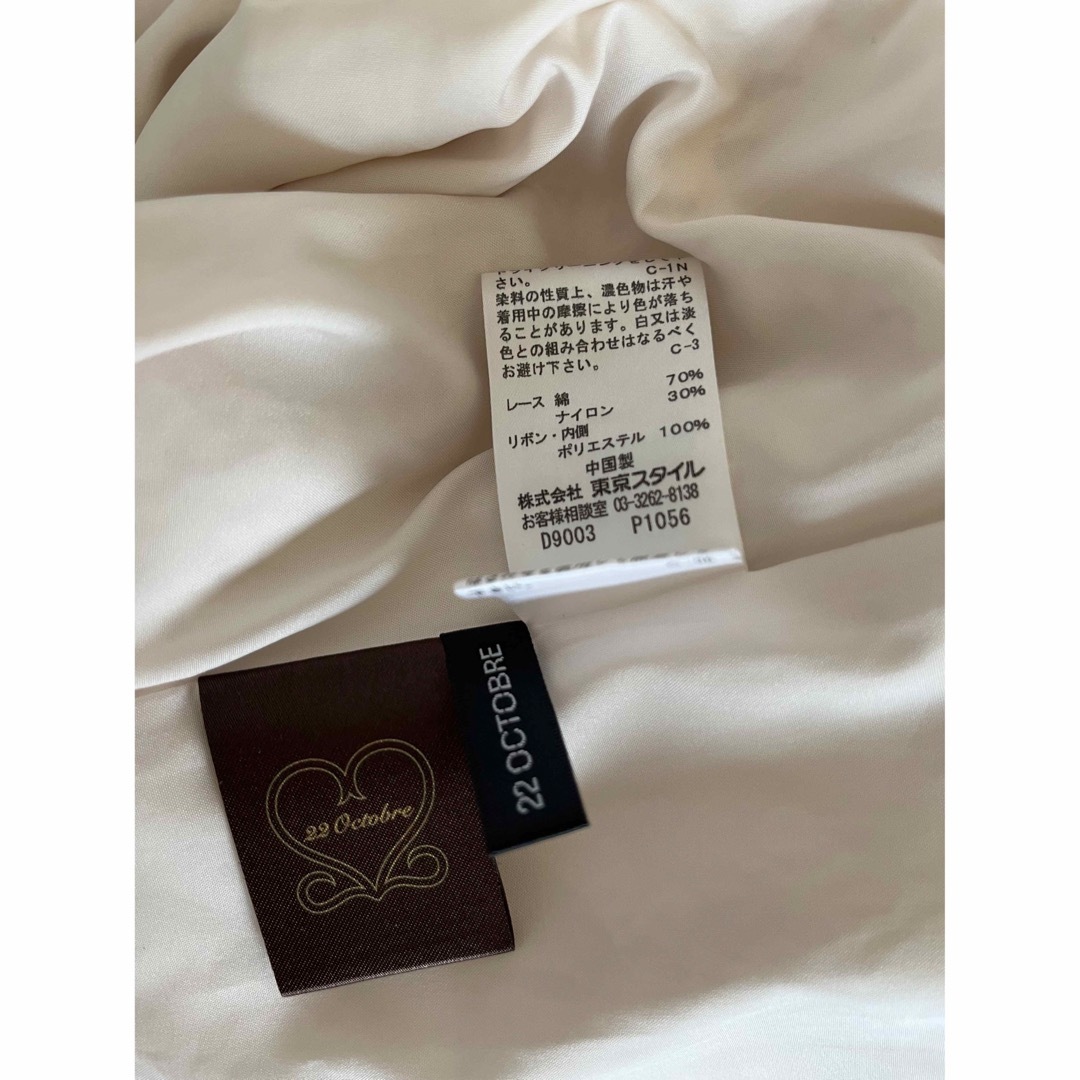 さい。 C-1N
染料の性質上、濃色物は汗や
着用中の摩擦により色が落ち
ることがあります。白又は淡
色との組み合わせはなるべく
お避け下さい。 C-3
レース 綿 70%
ナイロン 30%
リボン・内側
ポリエステル 100%
中国製
株式会社 東京スタイル
お客様相談室 03-3262-8138
D9003 P1056
22 OCTOBRE
22 Octobre